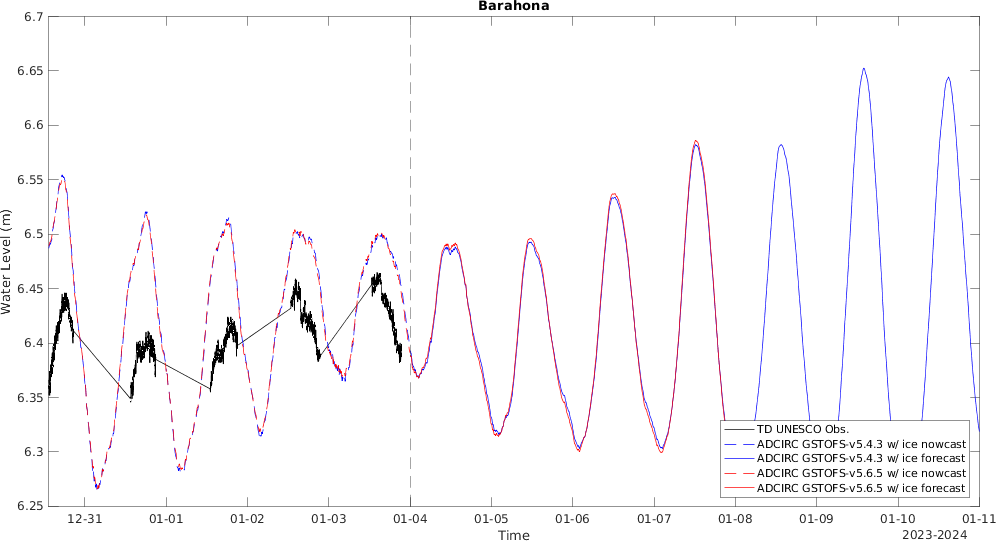 Barahona
6.7
6.65
6.6
6.55
6.5
6.45
6.4
6.35
6.3
6.25
Water Level (m)
TD UNESCO Obs.
ADCIRC GSTOFS-v5.4.3 w/ ice nowcast
ADCIRC GSTOFS-v5.4.3 w/ ice forecast
ADCIRC GSTOFS-v5.6.5 w/ ice nowcast
ADCIRC GSTOFS-v5.6.5 w/ ice forecast
12-31 01-01 01-02 01-03 01-04 01-05 01-06 01-07 01-08 01-09 01-10 01-11
Time
2023-2024